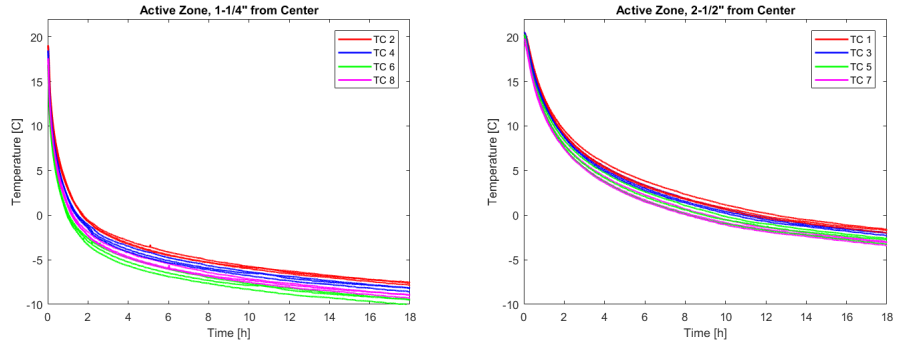 Active Zone, 1-1/4" from Center
20
15
10
5
0
-5
-10
Temperature [C]
TC 2
TC 4
TC 6
TC 8
0 2 4 6 8 10 12 14 16 18
Time [h]
Active Zone, 2-1/2" from Center
20
15
10
5
0
-5
-10
Temperature [C]
TC 1
TC 3
TC 5
TC 7
0 2 4 6 8 10 12 14 16 18
Time [h]